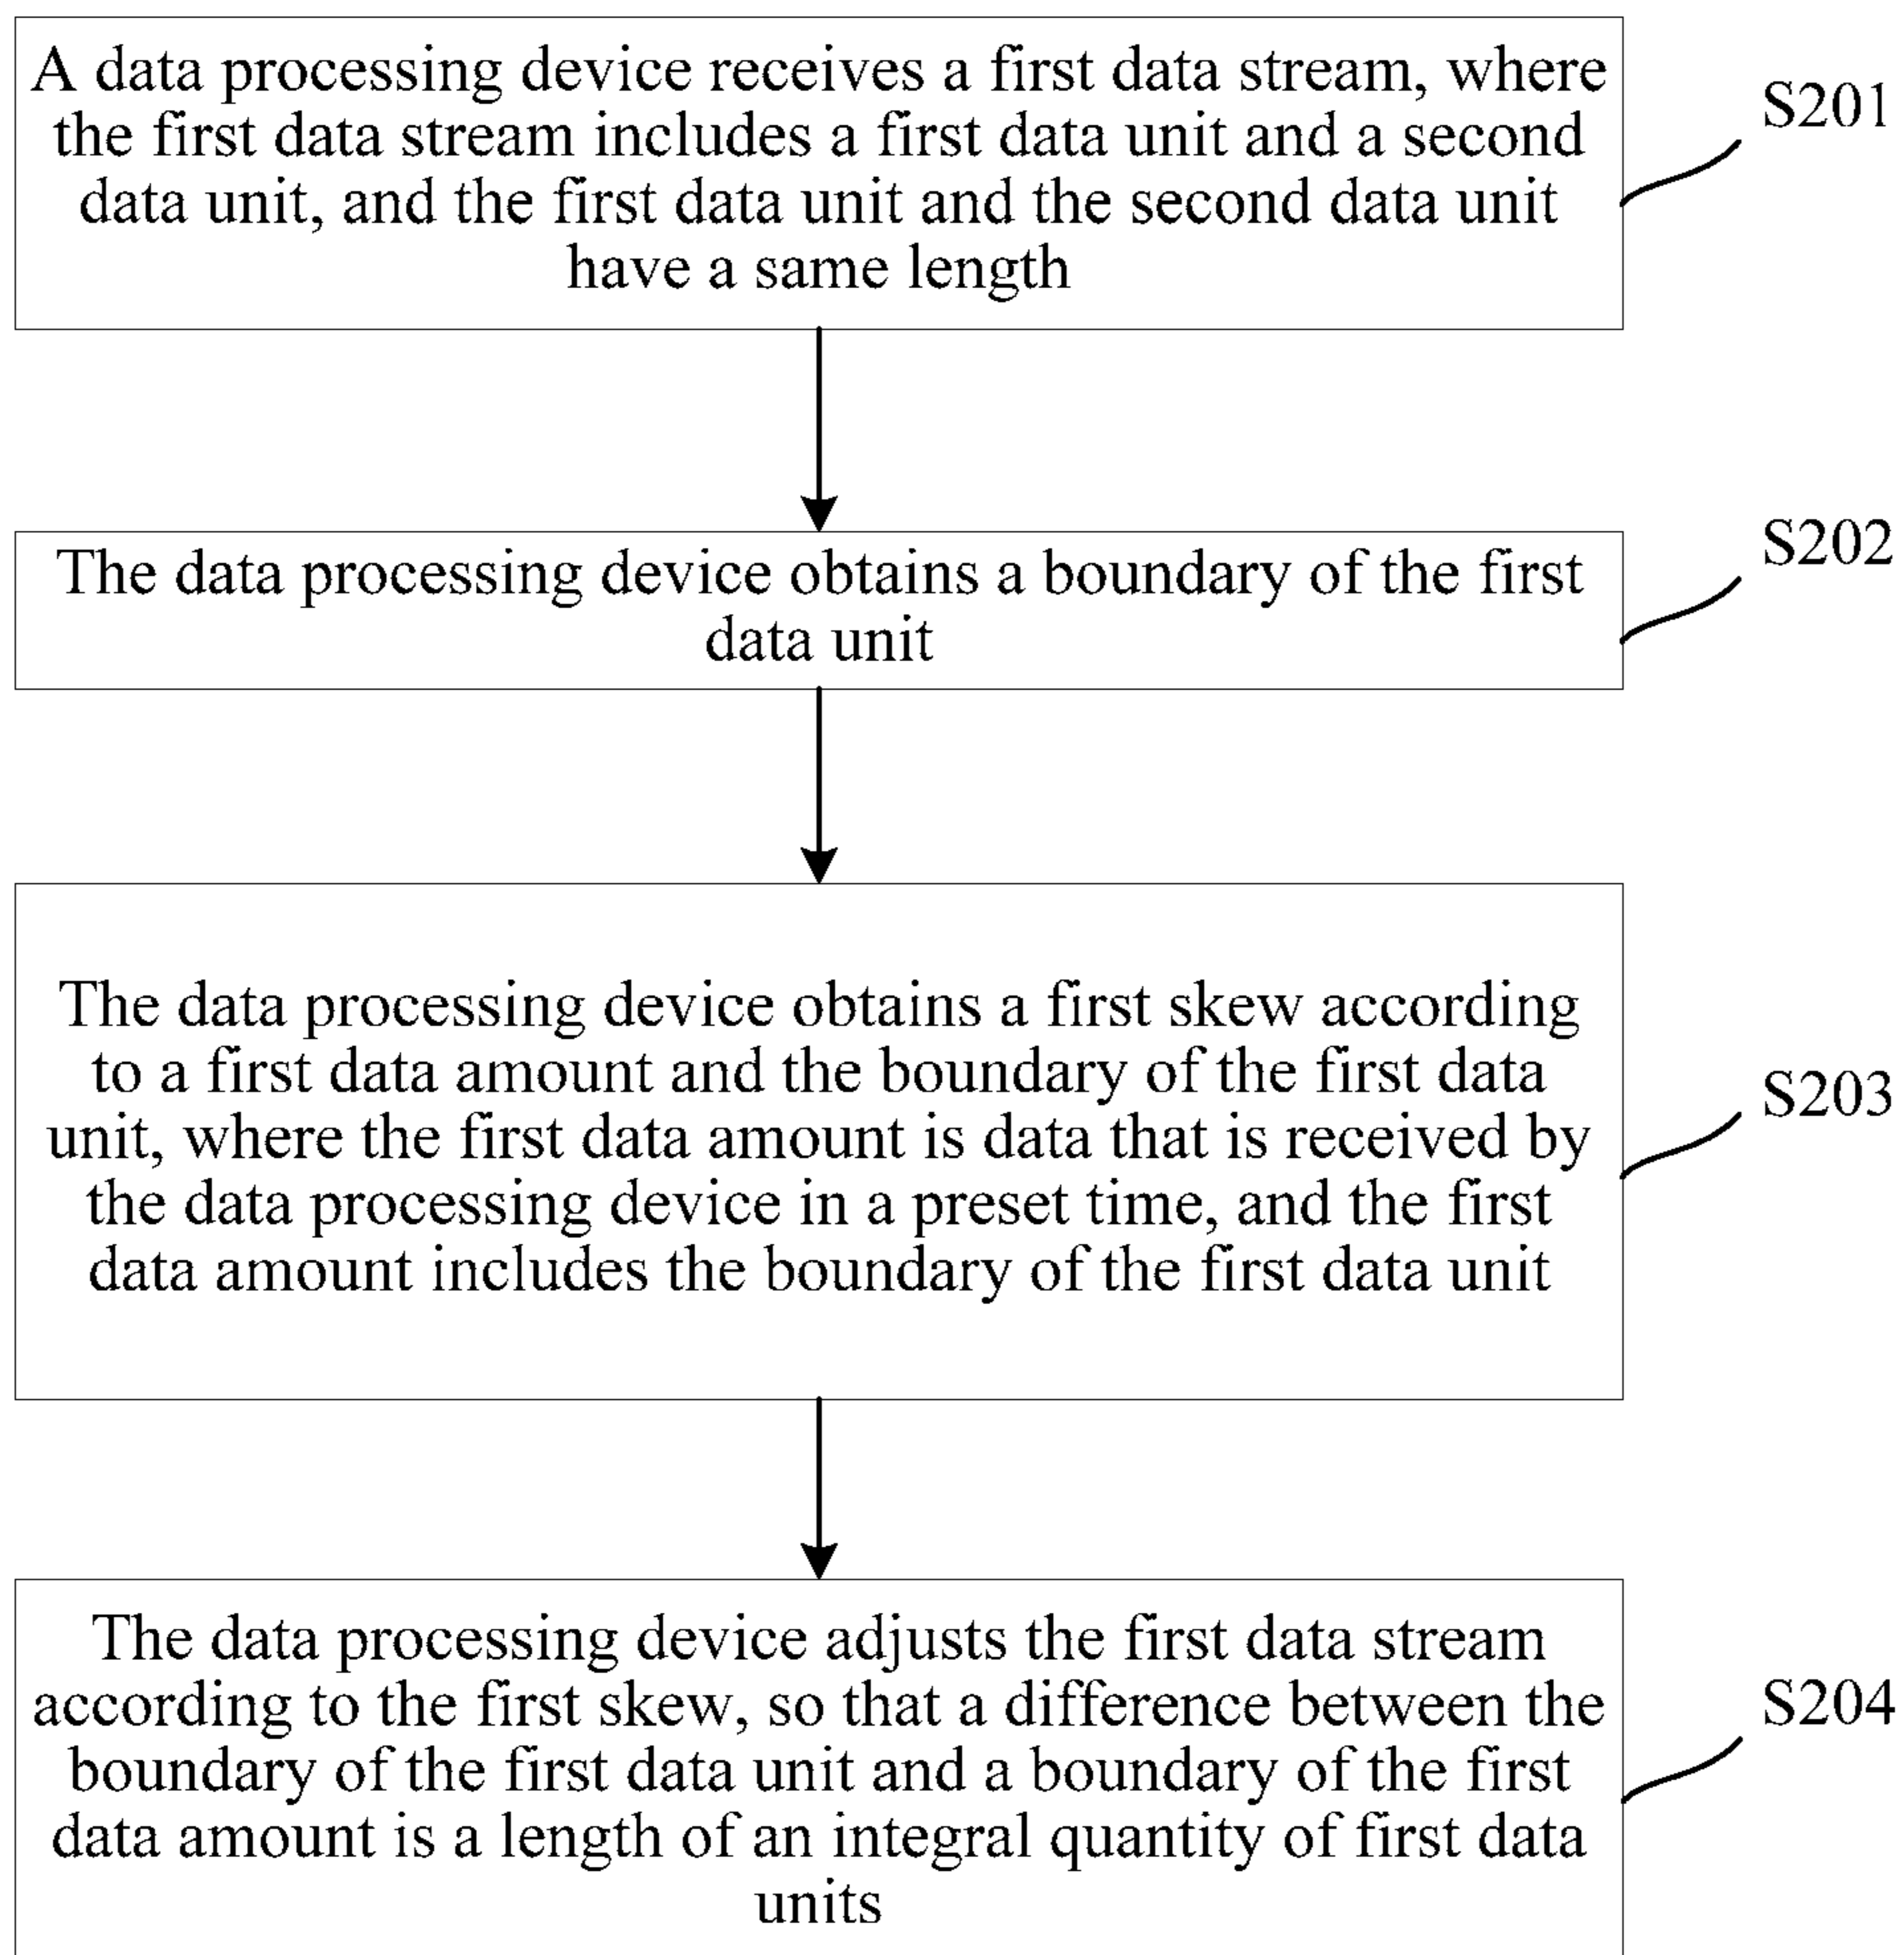 A data processing device receives a first data stream, where
the first data stream includes a first data unit and a second
data unit, and the first data unit and the second data unit
have a same length
S201
The data processing device obtains a boundary of the first
data unit
S202
The data processing device obtains a first skew according
to a first data amount and the boundary of the first data
unit, where the first data amount is data that is received by
the data processing device in a preset time, and the first
data amount includes the boundary of the first data unit
S203
The data processing device adjusts the first data stream
according to the first skew, so that a difference between the
boundary of the first data unit and a boundary of the first
data amount is a length of an integral quantity of first data
units
S204